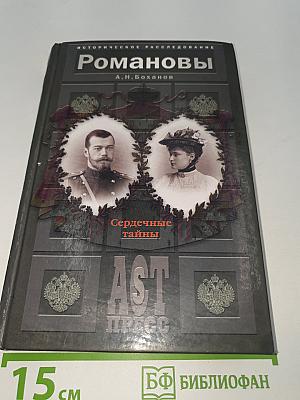 ИСТОРИЧЕСКОЕ РАССЛЕДОВАНИЕ
Романовы
А.Н.Боханов
Сердечные
тайны
AST
ПРЕСС
15 см
БФ БИБЛИОФАН